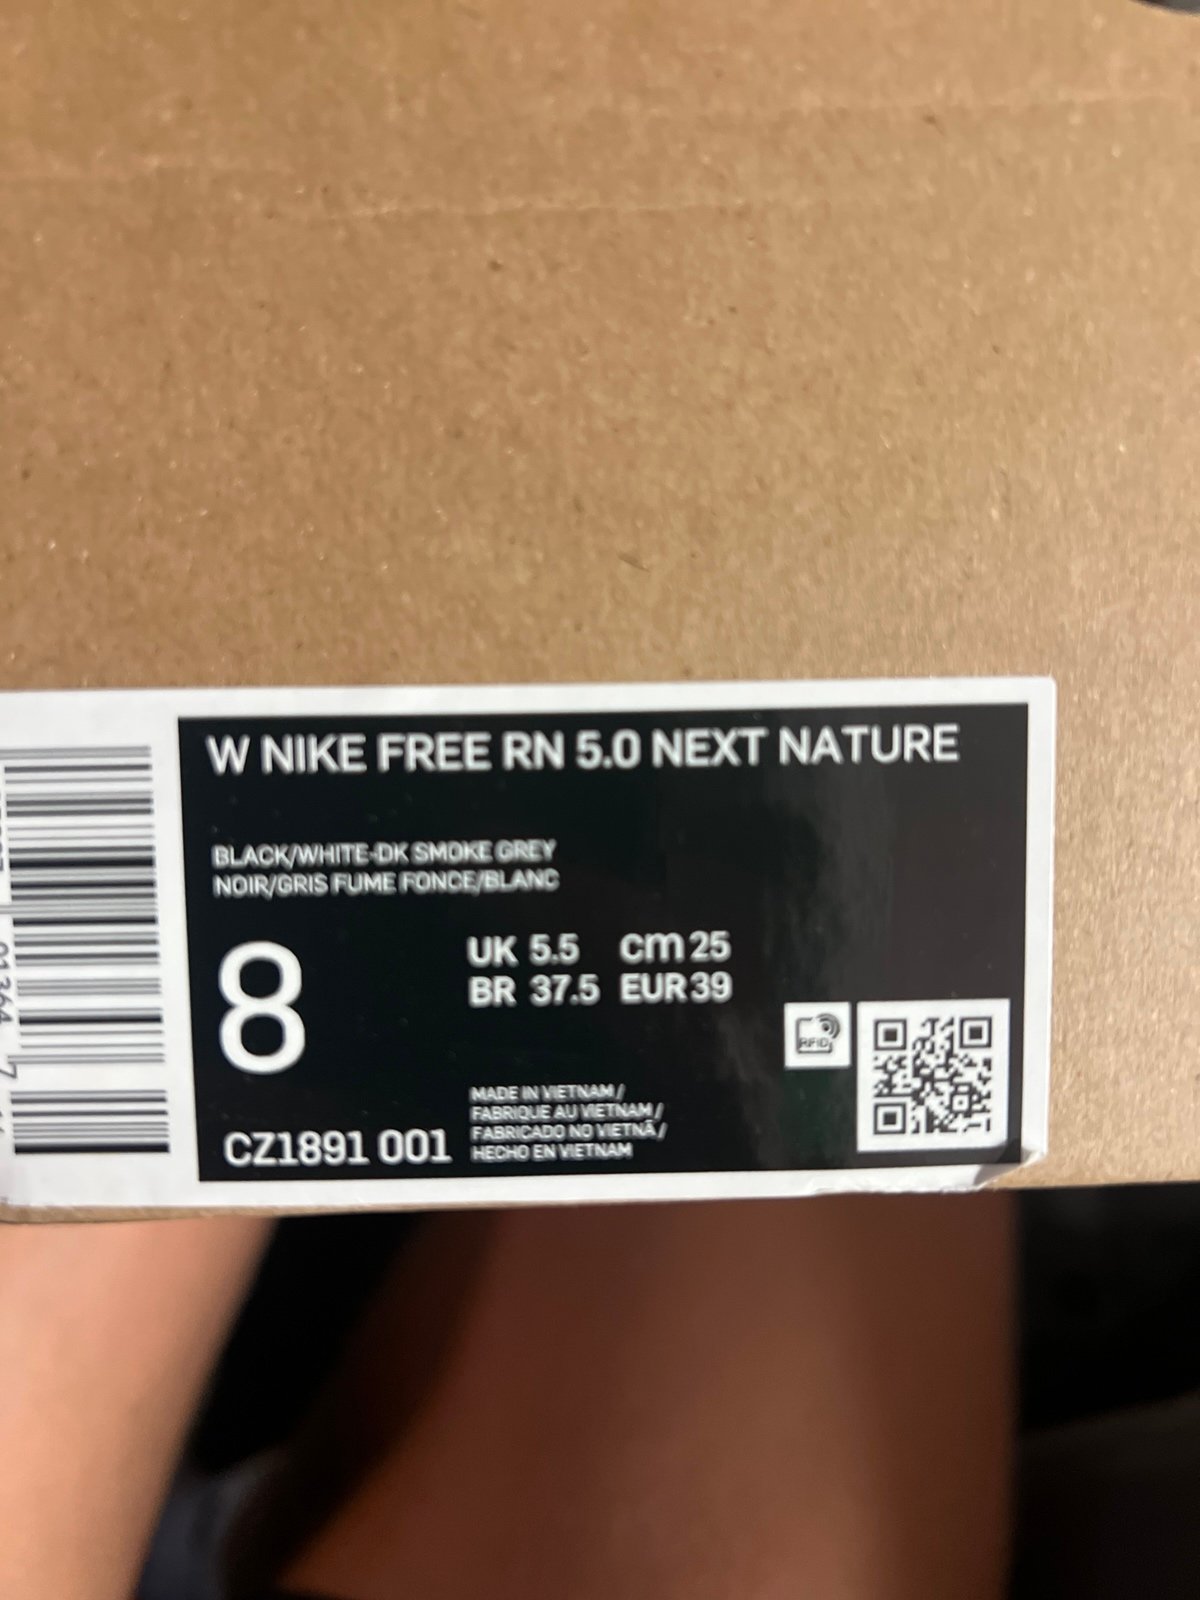 W NIKE FREE RN 5.0 NEXT NATURE
BLACK/WHITE-DK SMOKE GREY
NOIR/GRIS FUME FONCE/BLANC
8
UK 5.5 cm 25
BR 37.5 EUR 39
RFID
MADE IN VIETNAM /
FABRIQUE AU VIETNAM /
FABRICADO NO VIETNÃ /
HECHO EN VIETNAM
CZ1891 001
01364 7